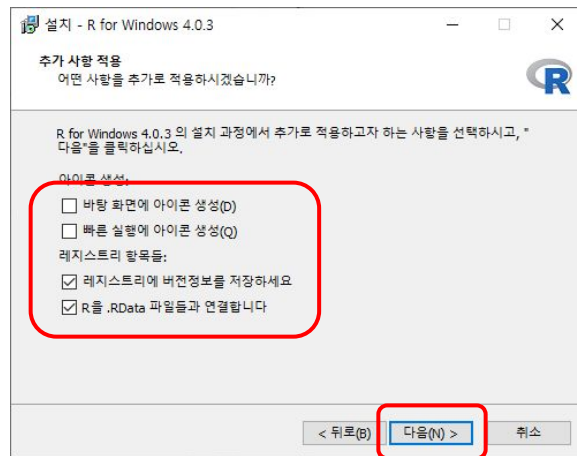 설치 - R for Windows 4.0.3
추가 사항 적용
어떤 사항을 추가로 적용하시겠습니까?
R
R for Windows 4.0.3 의 설치 과정에서 추가로 적용하고자 하는 사항을 선택하시고, "
다음"을 클릭하십시오.
아이콘 생성:
바탕 화면에 아이콘 생성(D)
빠른 실행에 아이콘 생성(Q)
레지스트리 항목들:
레지스트리에 버전정보를 저장하세요
R을 .RData 파일들과 연결합니다
< 뒤로(B) 다음(N) > 취소